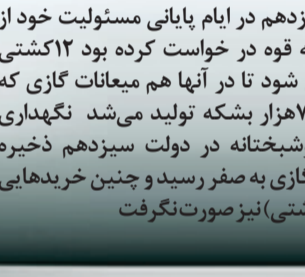 زدهم در ایام پایانی مسئولیت خود از
قوه در خواست کرده بود ۱۲کشتی
شود تا در آنها هم میعانات گازی که
۷هزار بشکه تولید می‌شد نگهداری
شبختانه در دولت سیزدهم ذخیره
گازی به صفر رسید و چنین خریدهایی
شتی) نیز صورت نگرفت